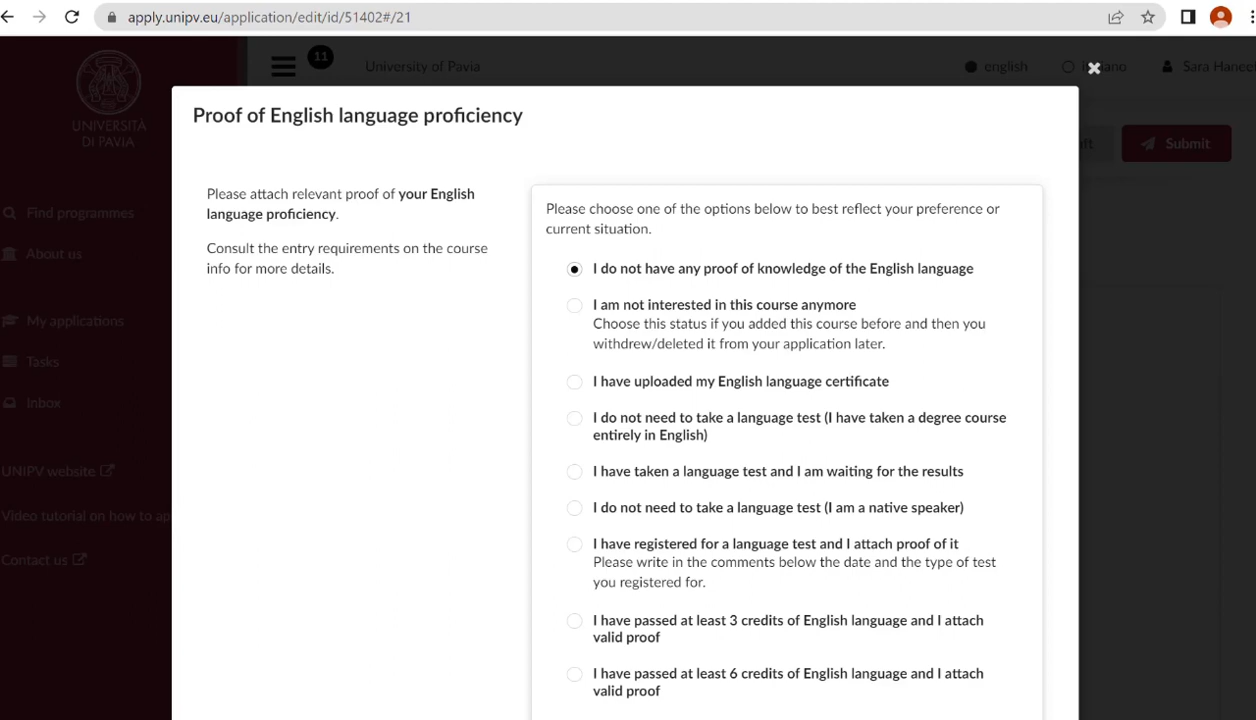 apply.unipv.eu/application/edit/id/51402#/21
UNIVERSITÀ
DI PAVIA
11
University of Pavia
english
Submit
Find programmes
About us
My applications
Tasks
Inbox
UNIPV website
Video tutorial on how to
Contact us
Proof of English language proficiency
Please attach relevant proof of your English
language proficiency.
Consult the entry requirements on the course
info for more details.
Please choose one of the options below to best reflect your preference or
current situation.
I do not have any proof of knowledge of the English language
I am not interested in this course anymore
Choose this status if you added this course before and then you
withdrew/deleted it from your application later.
I have uploaded my English language certificate
I do not need to take a language test (I have taken a degree course
entirely in English)
I have taken a language test and I am waiting for the results
I do not need to take a language test (I am a native speaker)
I have registered for a language test and I attach proof of it
Please write in the comments below the date and the type of test
you registered for.
I have passed at least 3 credits of English language and I attach
valid proof
I have passed at least 6 credits of English language and I attach
valid proof